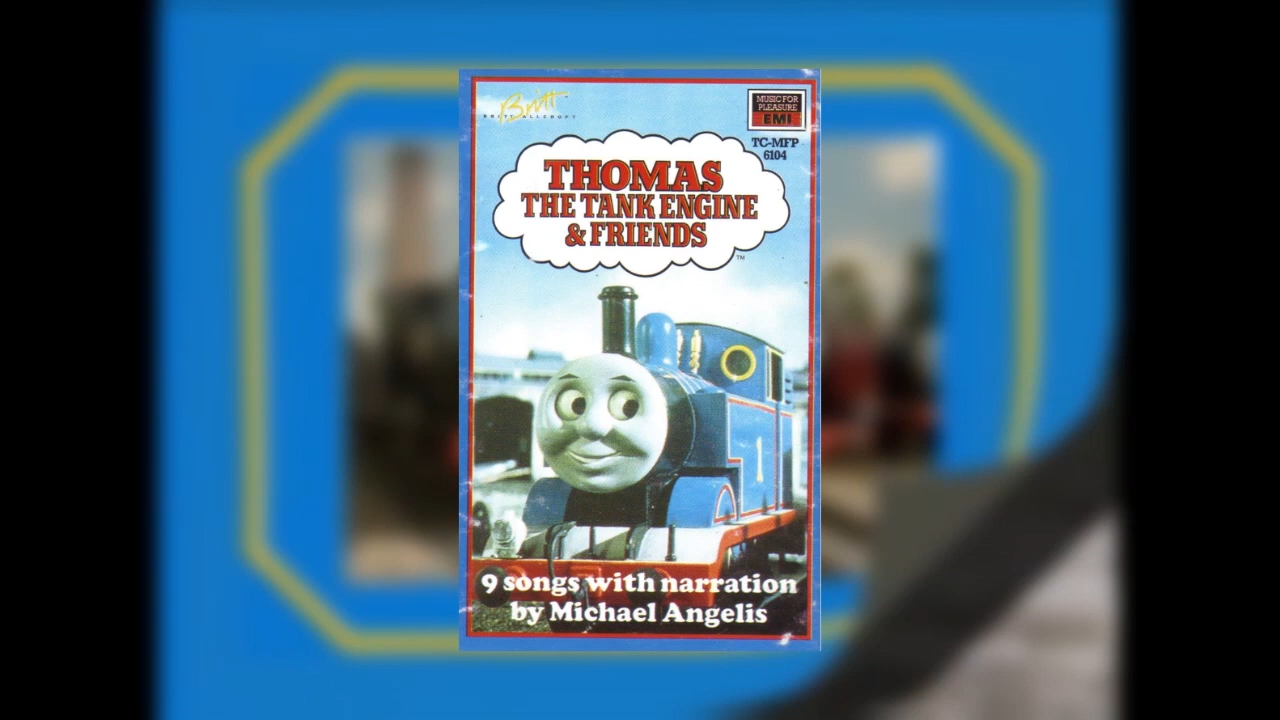 Britt
BRITT ALLCROFT
MUSIC FOR
PLEASURE
EMI
TC-MFP
6104
THOMAS
THE TANK ENGINE
& FRIENDS
TM
1
9 songs with narration
by Michael Angelis